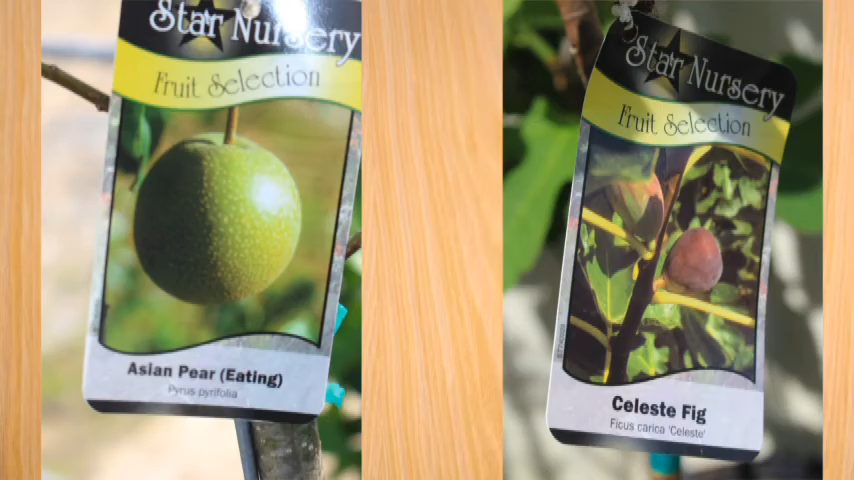 Star Nursery
Fruit Selection
Asian Pear (Eating)
Pyrus pyrifolia
Star Nursery
Fruit Selection
Celeste Fig
Ficus carica 'Celeste'